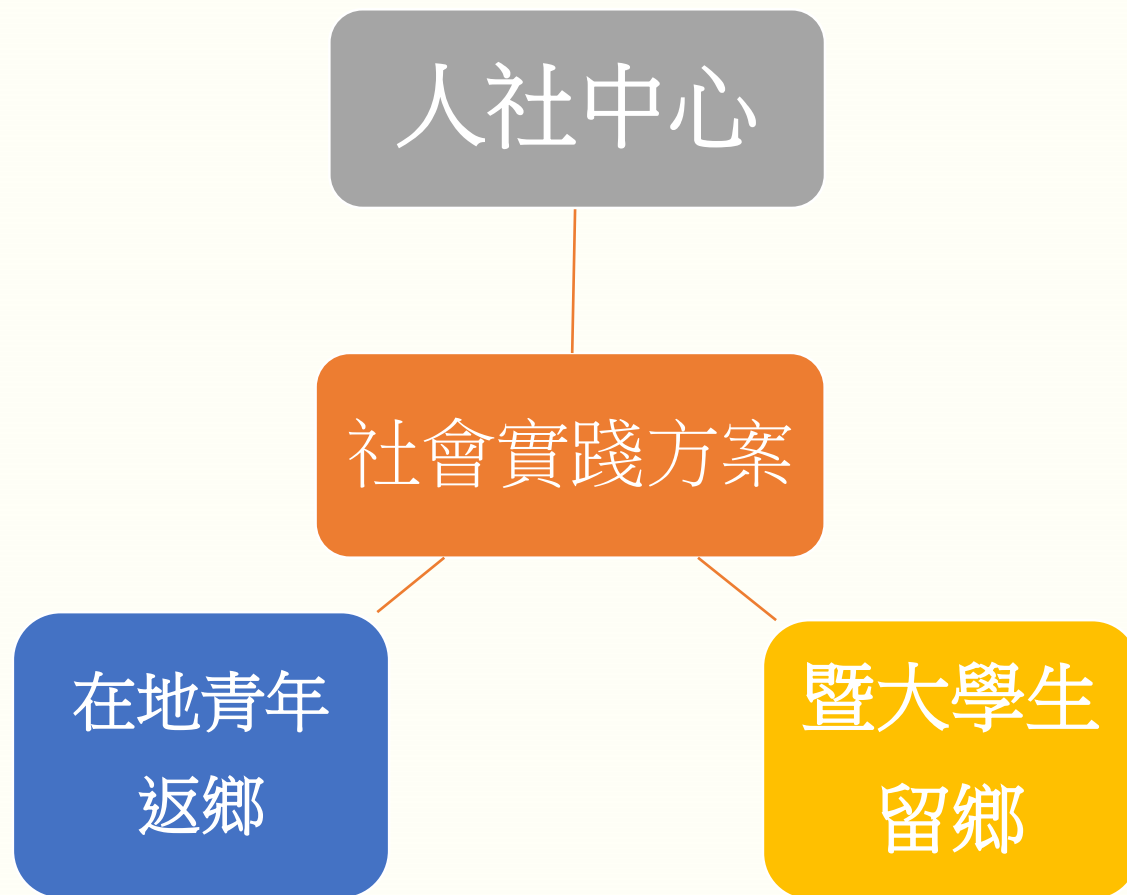 人社中心
社會實踐方案
在地青年
返鄉
暨大學生
留鄉